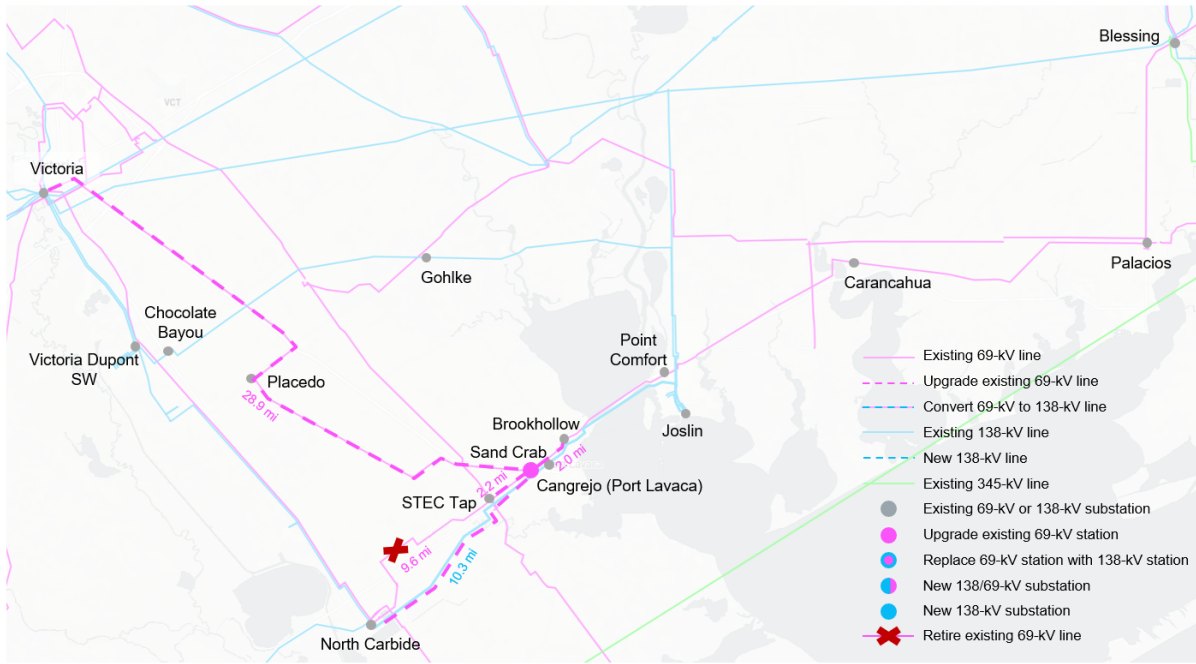 Blessing
VCT
Victoria
Palacios
Gohlke
Carancahua
Chocolate
Bayou
Point
Comfort
Victoria Dupont
SW
Placedo
28.9 mi
Existing 69-kV line
Upgrade existing 69-kV line
Convert 69-kV to 138-kV line
Existing 138-kV line
New 138-kV line
Existing 345-kV line
Existing 69-kV or 138-kV substation
Upgrade existing 69-kV station
Replace 69-kV station with 138-kV station
New 138/69-kV substation
New 138-kV substation
Retire existing 69-kV line
Joslin
Brookhollow
Sand Crab
2.0 mi
Cangrejo (Port Lavaca)
2.2 mi
STEC Tap
9.6 mi
10.3 mi
North Carbide